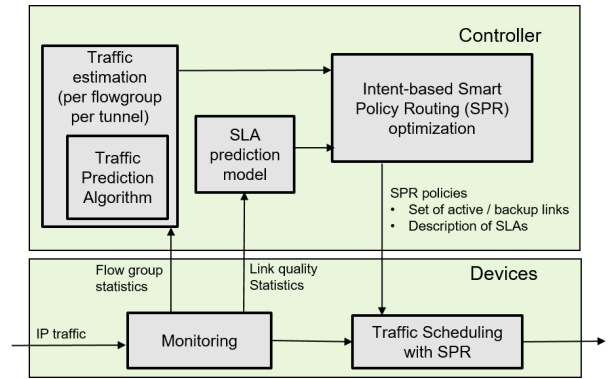 Controller
Traffic
estimation
(per flowgroup
per tunnel)
Traffic
Prediction
Algorithm
SLA
prediction
model
Intent-based Smart
Policy Routing (SPR)
optimization
SPR policies
• Set of active / backup links
• Description of SLAs
Flow group
statistics
Link quality
Statistics
Devices
IP traffic
Monitoring
Traffic Scheduling
with SPR